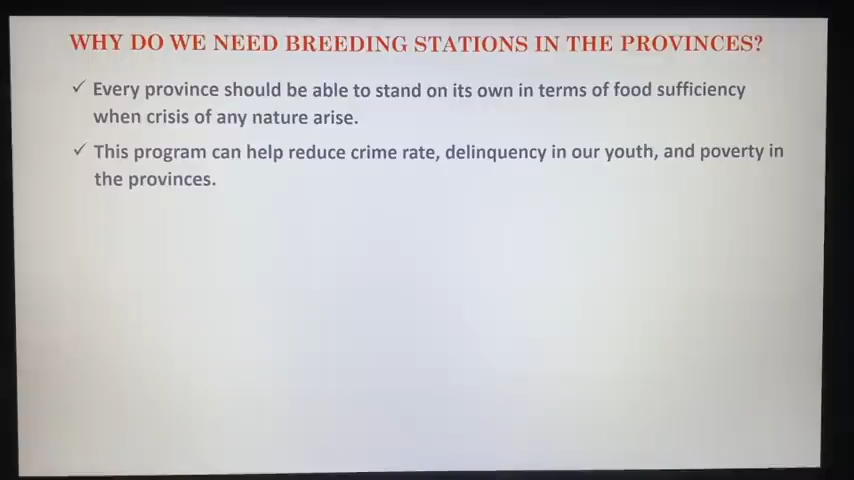 WHY DO WE NEED BREEDING STATIONS IN THE PROVINCES?
✓ Every province should be able to stand on its own in terms of food sufficiency
when crisis of any nature arise.
✓ This program can help reduce crime rate, delinquency in our youth, and poverty in
the provinces.